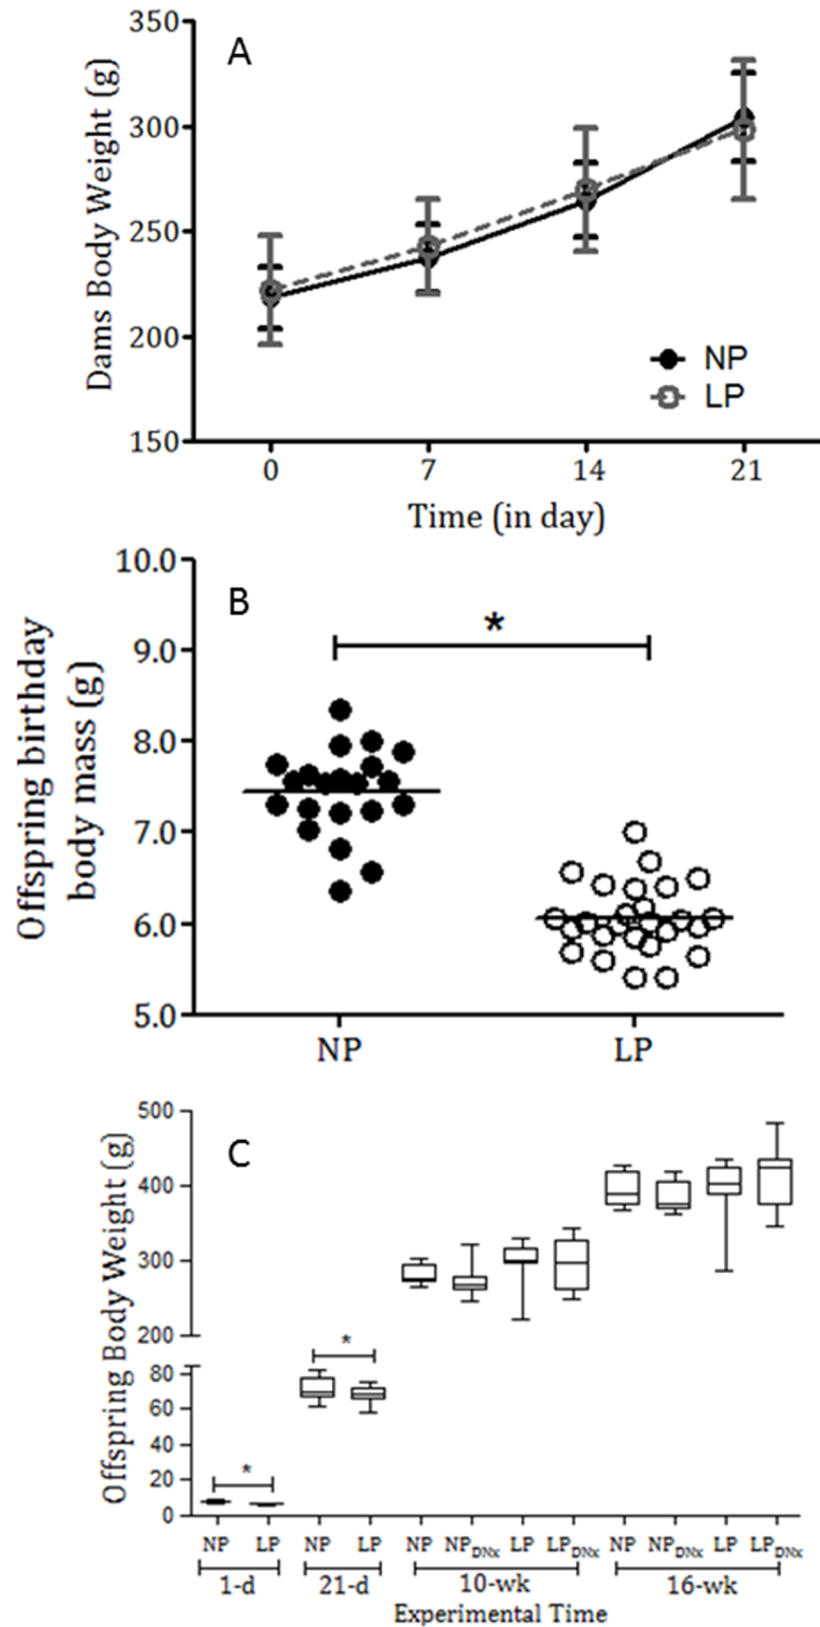 A
Dams Body Weight (g)
350
300
250
200
150
NP
LP
0 7 14 21
Time (in day)
B
Offspring birthday
body mass (g)
10.0
9.0
8.0
7.0
6.0
5.0
*
NP LP
C
Offspring Body Weight (g)
500
400
300
200
80
60
40
20
0
*
*
NP LP NP LP NP NPDNx LP LPDNx NP NPDNx LP LPDNx
1-d 21-d 10-wk 16-wk
Experimental Time